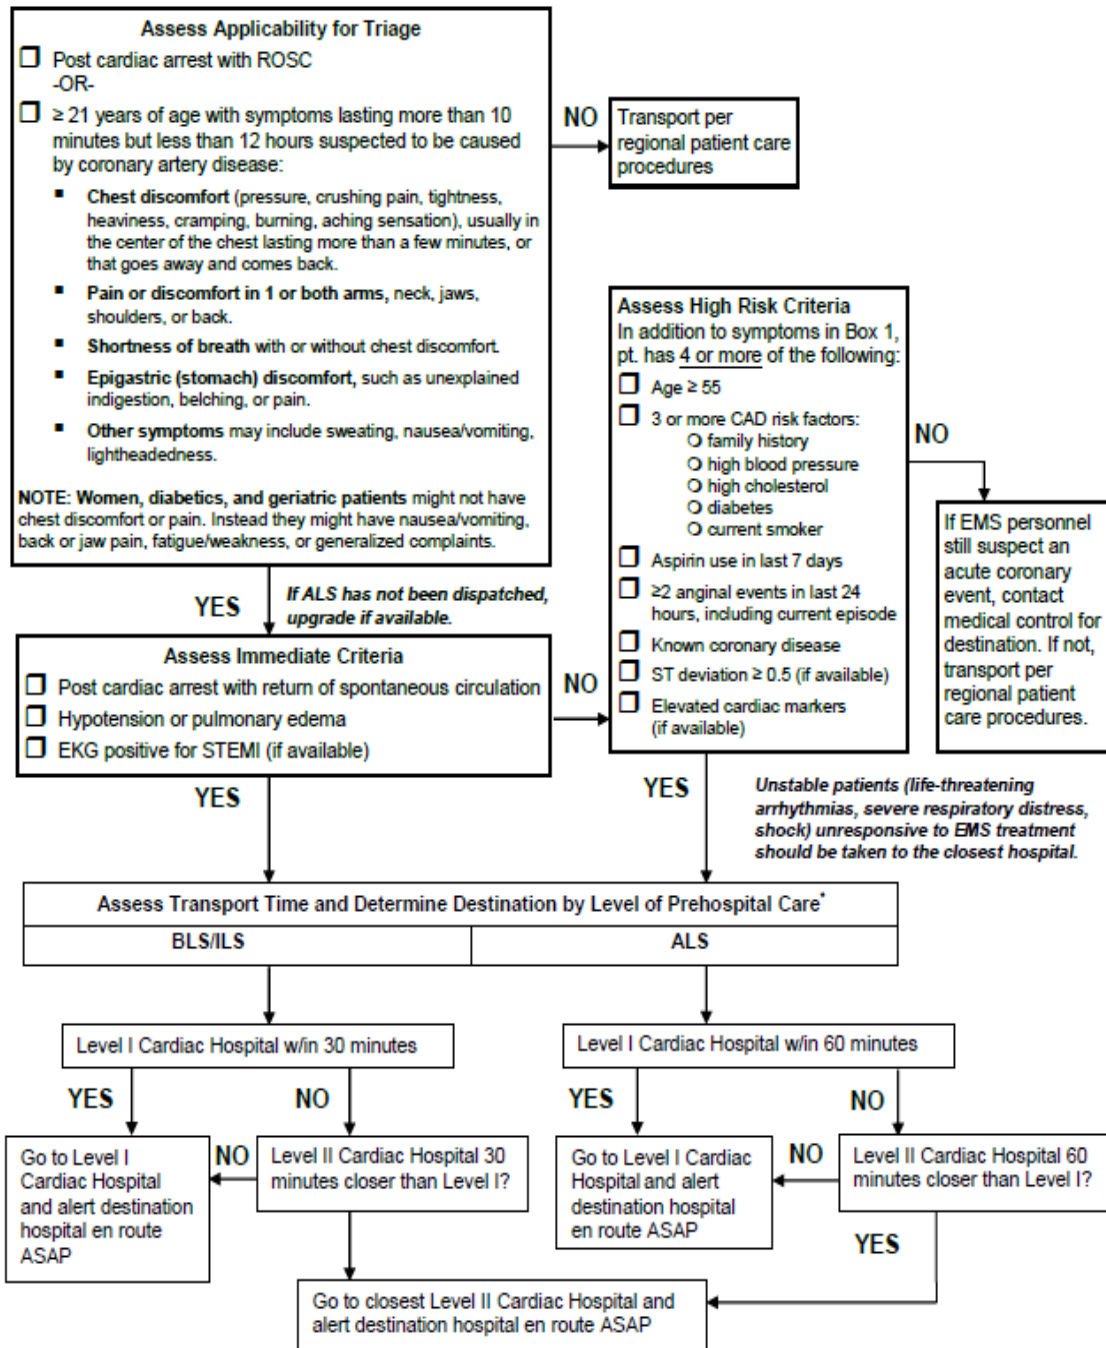 Assess Applicability for Triage
❒ Post cardiac arrest with ROSC
-OR-
❒ ≥ 21 years of age with symptoms lasting more than 10
minutes but less than 12 hours suspected to be caused
by coronary artery disease:
▪ Chest discomfort (pressure, crushing pain, tightness,
heaviness, cramping, burning, aching sensation), usually in
the center of the chest lasting more than a few minutes, or
that goes away and comes back.
▪ Pain or discomfort in 1 or both arms, neck, jaws,
shoulders, or back.
▪ Shortness of breath with or without chest discomfort.
▪ Epigastric (stomach) discomfort, such as unexplained
indigestion, belching, or pain.
▪ Other symptoms may include sweating, nausea/vomiting,
lightheadedness.
NOTE: Women, diabetics, and geriatric patients might not have
chest discomfort or pain. Instead they might have nausea/vomiting,
back or jaw pain, fatigue/weakness, or generalized complaints.
NO
Transport per
regional patient care
procedures
YES
If ALS has not been dispatched,
upgrade if available.
Assess Immediate Criteria
❒ Post cardiac arrest with return of spontaneous circulation
❒ Hypotension or pulmonary edema
❒ EKG positive for STEMI (if available)
NO
Assess High Risk Criteria
In addition to symptoms in Box 1,
pt. has 4 or more of the following:
❒ Age ≥ 55
❒ 3 or more CAD risk factors:
❍ family history
❍ high blood pressure
❍ high cholesterol
❍ diabetes
❍ current smoker
❒ Aspirin use in last 7 days
❒ ≥2 anginal events in last 24
hours, including current episode
❒ Known coronary disease
❒ ST deviation ≥ 0.5 (if available)
❒ Elevated cardiac markers
(if available)
NO
If EMS personnel
still suspect an
acute coronary
event, contact
medical control for
destination. If not,
transport per
regional patient
care procedures.
YES
YES
Unstable patients (life-threatening
arrhythmias, severe respiratory distress,
shock) unresponsive to EMS treatment
should be taken to the closest hospital.
Assess Transport Time and Determine Destination by Level of Prehospital Care*
BLS/ILS
ALS
Level I Cardiac Hospital w/in 30 minutes
Level I Cardiac Hospital w/in 60 minutes
YES
NO
YES
NO
Go to Level I
Cardiac Hospital
and alert destination
hospital en route
ASAP
NO
Level II Cardiac Hospital 30
minutes closer than Level I?
Go to Level I Cardiac
Hospital and alert
destination hospital
en route ASAP
NO
Level II Cardiac Hospital 60
minutes closer than Level I?
YES
Go to closest Level II Cardiac Hospital and
alert destination hospital en route ASAP